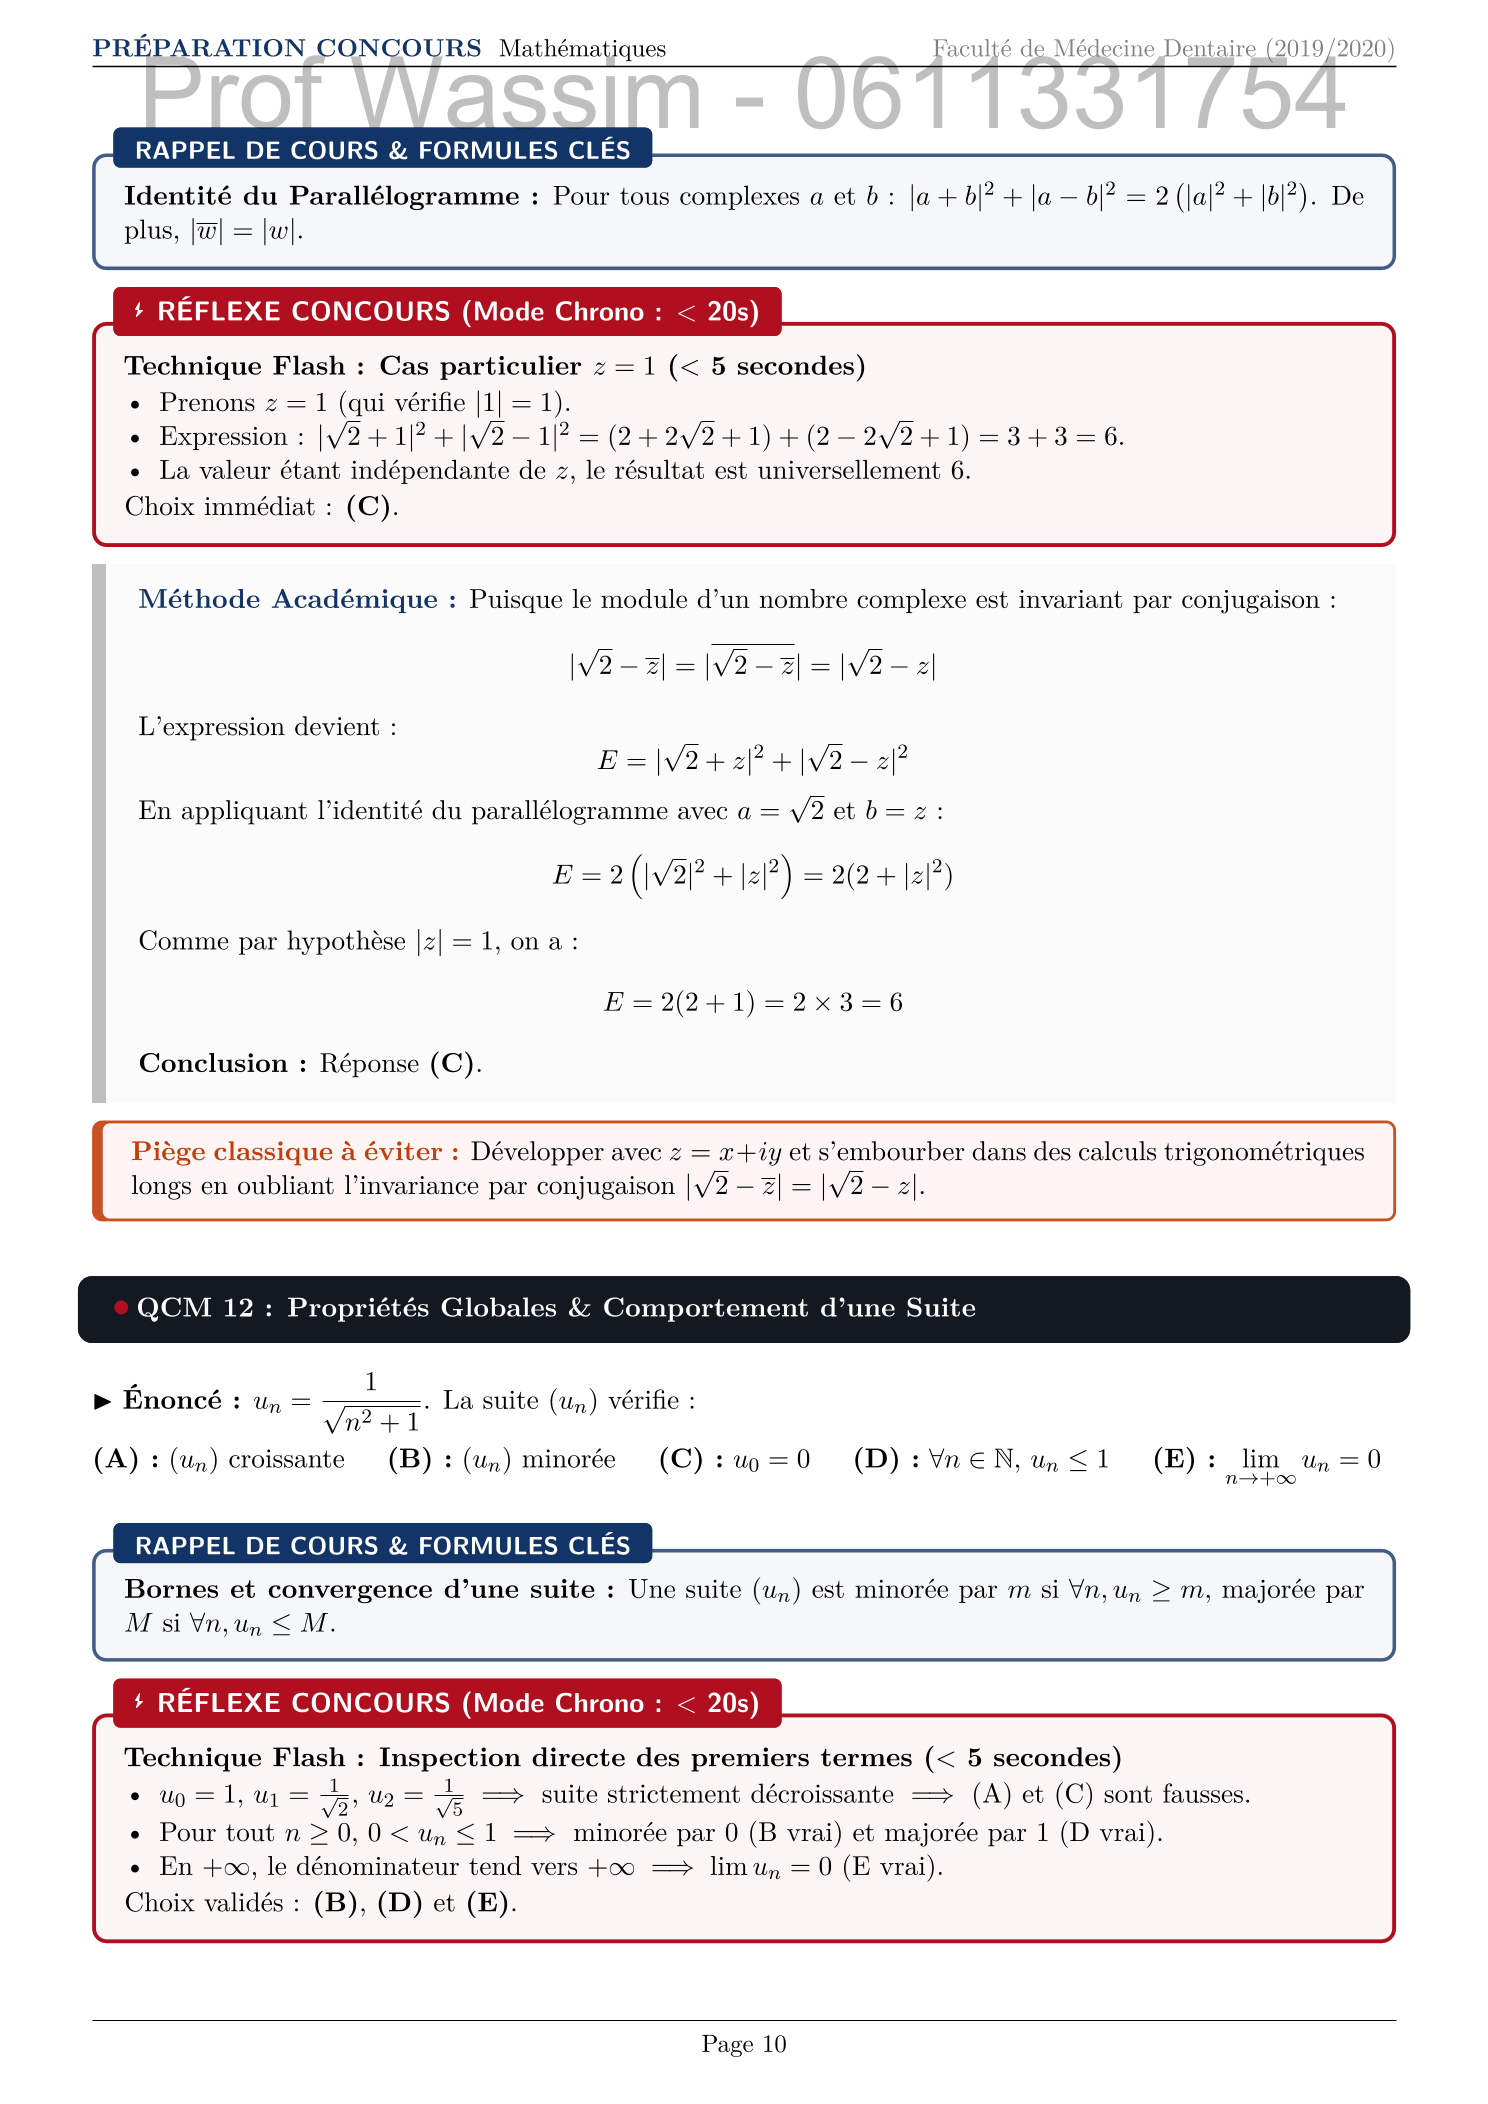 PRÉPARATION CONCOURS Mathématiques Faculté de Médecine Dentaire (2019/2020)
Prof Wassim - 0611331754
RAPPEL DE COURS & FORMULES CLÉS
Identité du Parallélogramme : Pour tous complexes a et b : |a + b|² + |a − b|² = 2 (|a|² + |b|²). De
plus, |w̅| = |w|.
RÉFLEXE CONCOURS (Mode Chrono : < 20s)
Technique Flash : Cas particulier z = 1 (< 5 secondes)
• Prenons z = 1 (qui vérifie |1| = 1).
• Expression : |√2 + 1|² + |√2 − 1|² = (2 + 2√2 + 1) + (2 − 2√2 + 1) = 3 + 3 = 6.
• La valeur étant indépendante de z, le résultat est universellement 6.
Choix immédiat : (C).
Méthode Académique : Puisque le module d'un nombre complexe est invariant par conjugaison :
|√2 − z̅| = |\overline{√2 − z̅}| = |√2 − z|
L'expression devient :
E = |√2 + z|² + |√2 − z|²
En appliquant l'identité du parallélogramme avec a = √2 et b = z :
E = 2 (|√2|² + |z|²) = 2(2 + |z|²)
Comme par hypothèse |z| = 1, on a :
E = 2(2 + 1) = 2 × 3 = 6
Conclusion : Réponse (C).
Piège classique à éviter : Développer avec z = x+iy et s'embourber dans des calculs trigonométriques
longs en oubliant l'invariance par conjugaison |√2 − z̅| = |√2 − z|.
● QCM 12 : Propriétés Globales & Comportement d'une Suite
▶ Énoncé : uₙ = 1/√(n² + 1). La suite (uₙ) vérifie :
(A) : (uₙ) croissante (B) : (uₙ) minorée (C) : u₀ = 0 (D) : ∀n ∈ ℕ, uₙ ≤ 1 (E) : lim n→+∞ uₙ = 0
RAPPEL DE COURS & FORMULES CLÉS
Bornes et convergence d'une suite : Une suite (uₙ) est minorée par m si ∀n, uₙ ≥ m, majorée par
M si ∀n, uₙ ≤ M.
RÉFLEXE CONCOURS (Mode Chrono : < 20s)
Technique Flash : Inspection directe des premiers termes (< 5 secondes)
• u₀ = 1, u₁ = 1/√2, u₂ = 1/√5 ⟹ suite strictement décroissante ⟹ (A) et (C) sont fausses.
• Pour tout n ≥ 0, 0 < uₙ ≤ 1 ⟹ minorée par 0 (B vrai) et majorée par 1 (D vrai).
• En +∞, le dénominateur tend vers +∞ ⟹ lim uₙ = 0 (E vrai).
Choix validés : (B), (D) et (E).
Page 10